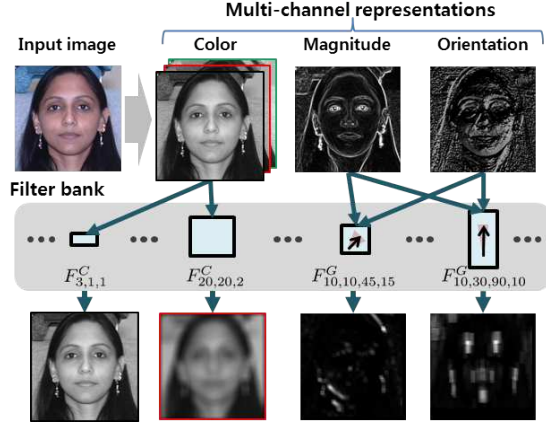 Multi-channel representations
Input image
Color
Magnitude
Orientation
Filter bank
••• ••• ••• ••• •••
F^C_{3,1,1}
F^C_{20,20,2}
F^G_{10,10,45,15}
F^G_{10,30,90,10}